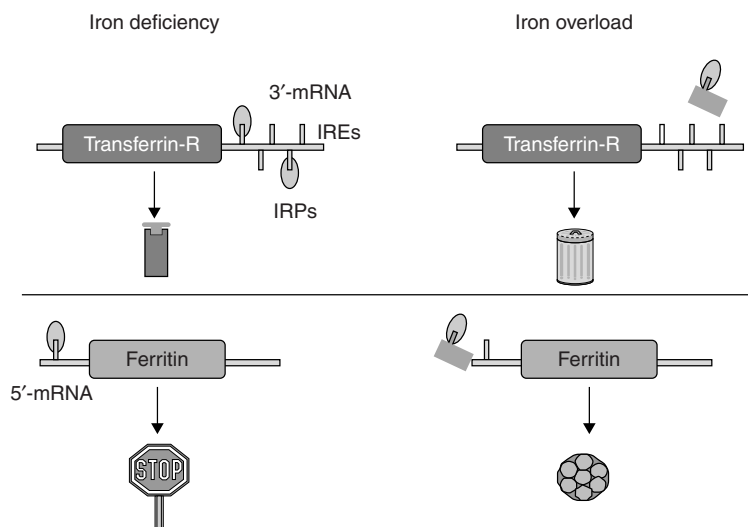 Iron deficiency
Iron overload
3′-mRNA
Transferrin-R
IREs
Transferrin-R
IRPs
Ferritin
Ferritin
5′-mRNA
STOP